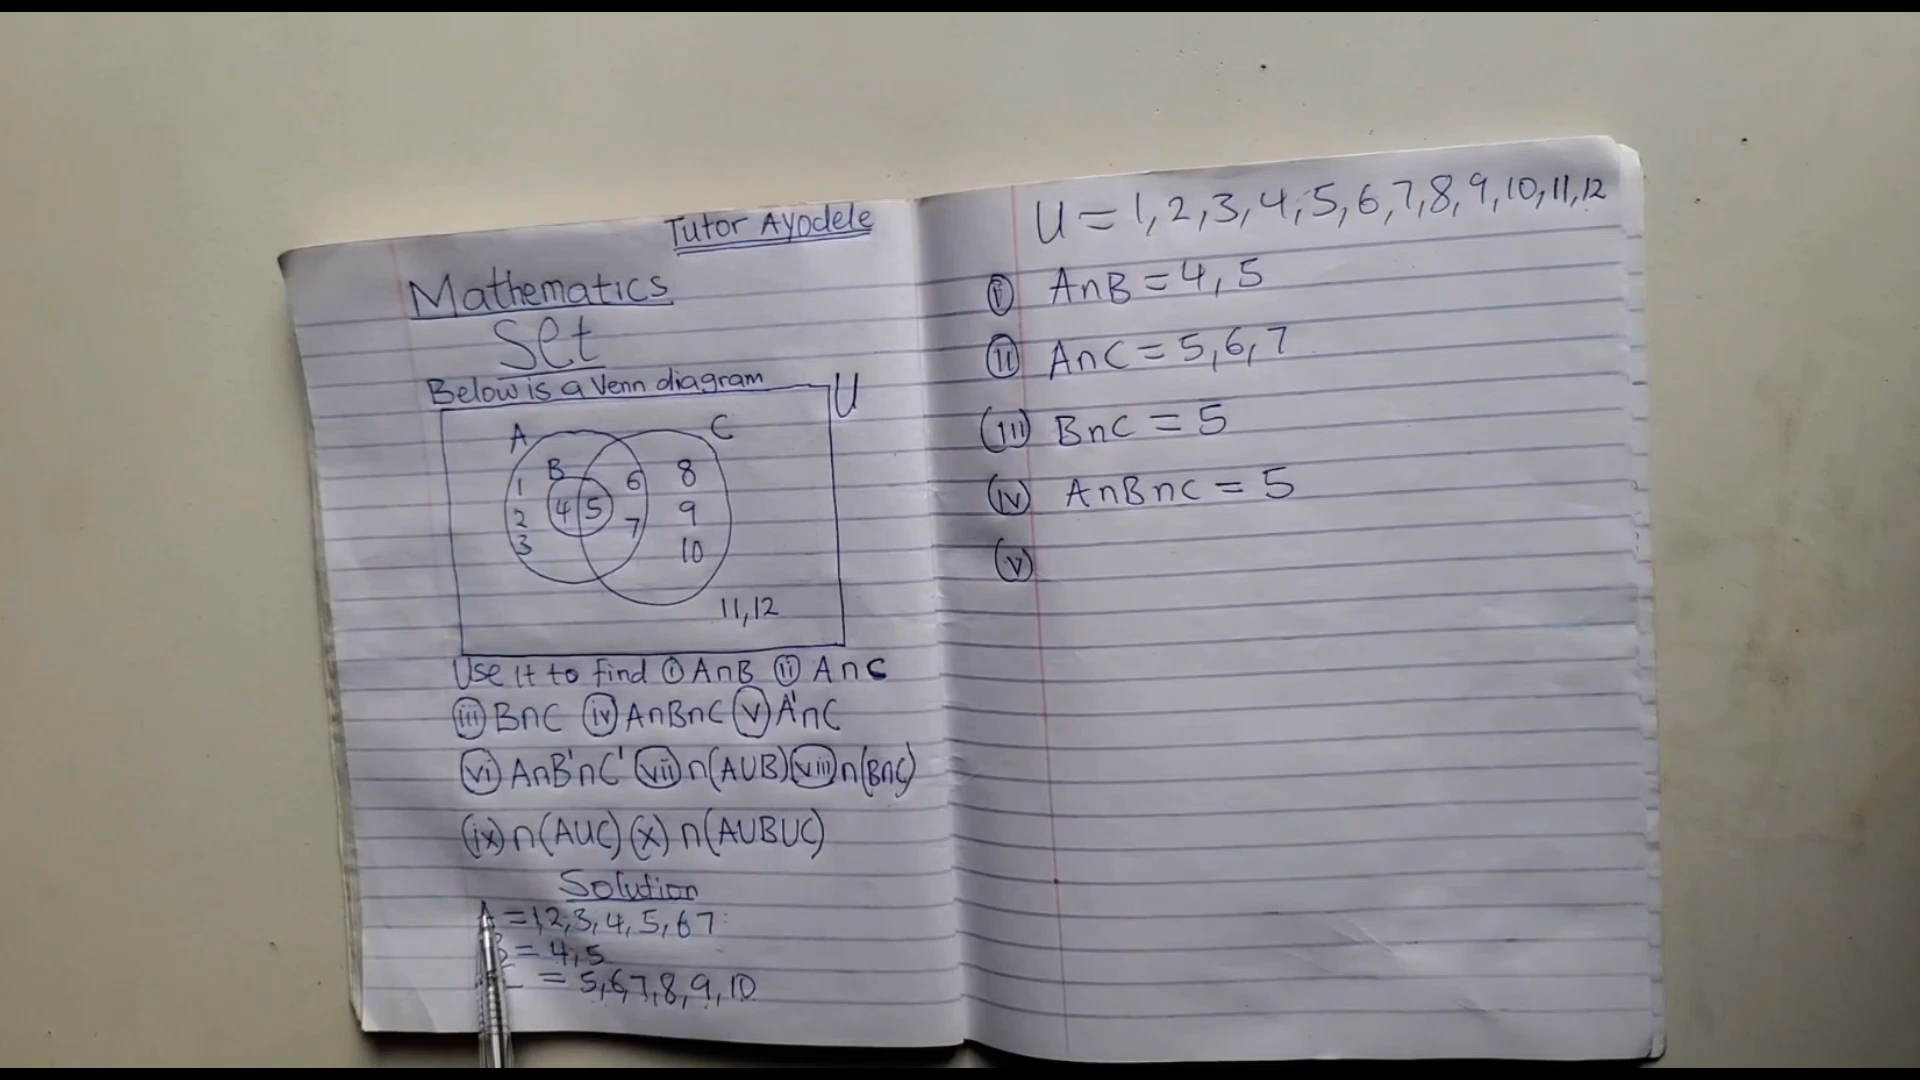 Tutor Ayodele
Mathematics
Set
Below is a Venn diagram
U
A
C
B
1
6
8
4 5
2
9
7
3
10
11,12
Use it to find (i) A∩B (ii) A∩C
(iii) B∩C (iv) A∩B∩C (v) A'∩C
(vi) A∩B'∩C' (vii) n(AUB) (viii) n(B∩C)
(ix) n(AUC) (x) n(AUBUC)
Solution
A = 1,2,3,4,5,6 7
= 4,5
= 5,6,7,8,9,10
U = 1,2,3,4,5,6,7,8,9,10,11,12
(i) A∩B = 4,5
(ii) A∩C = 5,6,7
(iii) B∩C = 5
(iv) A∩B∩C = 5
(v)